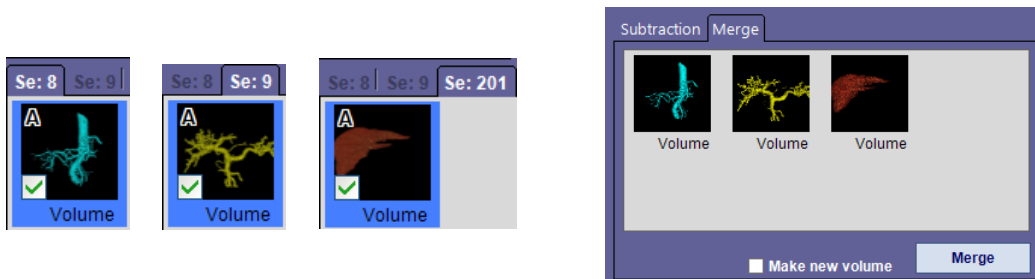 Se: 8 Se: 9
A
Volume
Se: 8 Se: 9
A
Volume
Se: 8 Se: 9 Se: 201
A
Volume
Subtraction Merge
Volume Volume Volume
Make new volume Merge